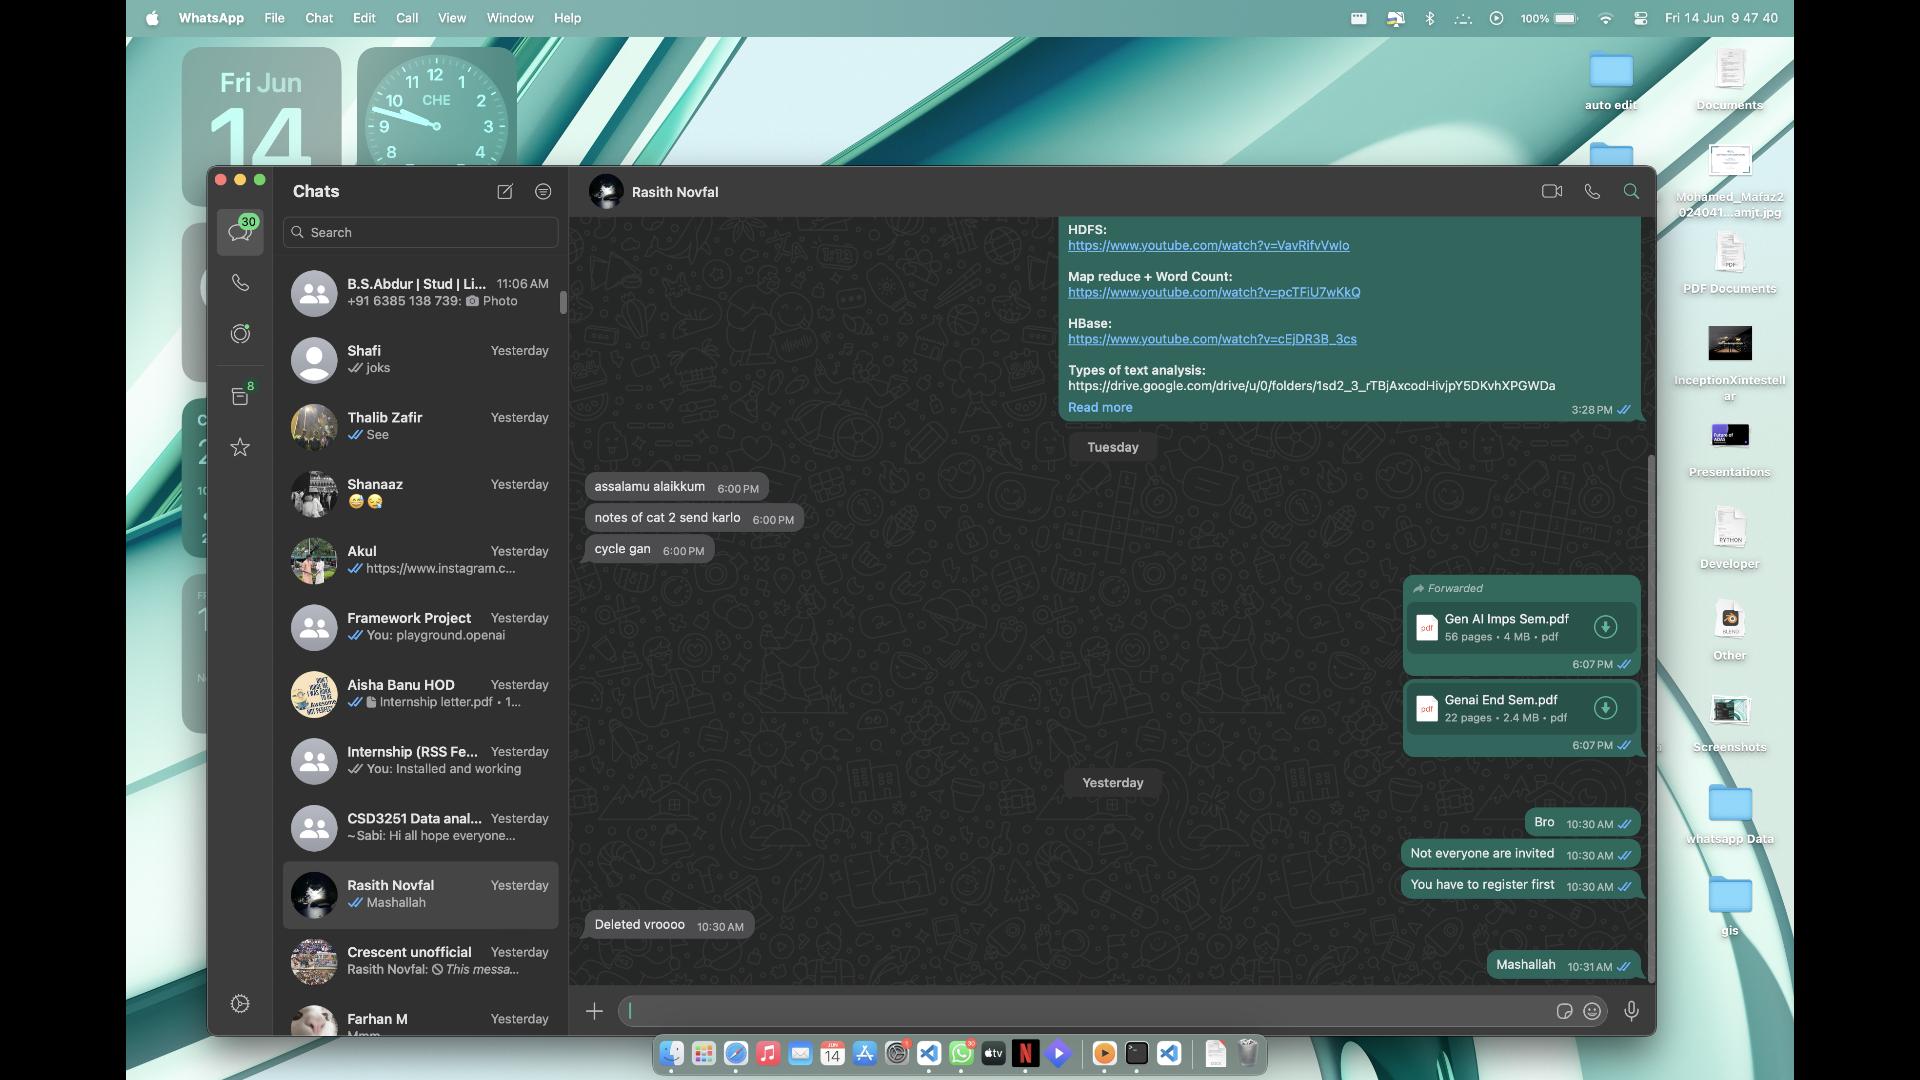 WhatsApp File Chat Edit Call View Window Help
100% Fri 14 Jun 9 47 40
Fri Jun
14
12
11 1
10 CHE 2
9 3
8 4
auto edit
Documents
Mohamed_Mafaz2
024041...amjt.jpg
PDF
PDF Documents
InceptionXintestell
ar
Presentations
PYTHON
Developer
BLEND
Other
Screenshots
whatsapp Data
gis
30
8
Chats
Search
B.S.Abdur | Stud | Li... 11:06 AM
+91 6385 138 739: Photo
Shafi Yesterday
joks
Thalib Zafir Yesterday
See
Shanaaz Yesterday
😅😪
Akul Yesterday
https://www.instagram.c...
Framework Project Yesterday
You: playground.openai
Aisha Banu HOD Yesterday
Internship letter.pdf • 1...
Internship (RSS Fe... Yesterday
You: Installed and working
CSD3251 Data anal... Yesterday
~Sabi: Hi all hope everyone...
Rasith Novfal Yesterday
Mashallah
Crescent unofficial Yesterday
Rasith Novfal: This messa...
Farhan M Yesterday
Rasith Novfal
HDFS:
https://www.youtube.com/watch?v=VavRifvVwlo
Map reduce + Word Count:
https://www.youtube.com/watch?v=pcTFiU7wKkQ
HBase:
https://www.youtube.com/watch?v=cEjDR3B_3cs
Types of text analysis:
https://drive.google.com/drive/u/0/folders/1sd2_3_rTBjAxcodHivjpY5DKvhXPGWDa
Read more 3:28 PM
Tuesday
assalamu alaikkum 6:00 PM
notes of cat 2 send karlo 6:00 PM
cycle gan 6:00 PM
Forwarded
Gen AI Imps Sem.pdf
56 pages • 4 MB • pdf
6:07 PM
Genai End Sem.pdf
22 pages • 2.4 MB • pdf
6:07 PM
Yesterday
Bro 10:30 AM
Not everyone are invited 10:30 AM
You have to register first 10:30 AM
Deleted vroooo 10:30 AM
Mashallah 10:31 AM
JUN
14
30
tv